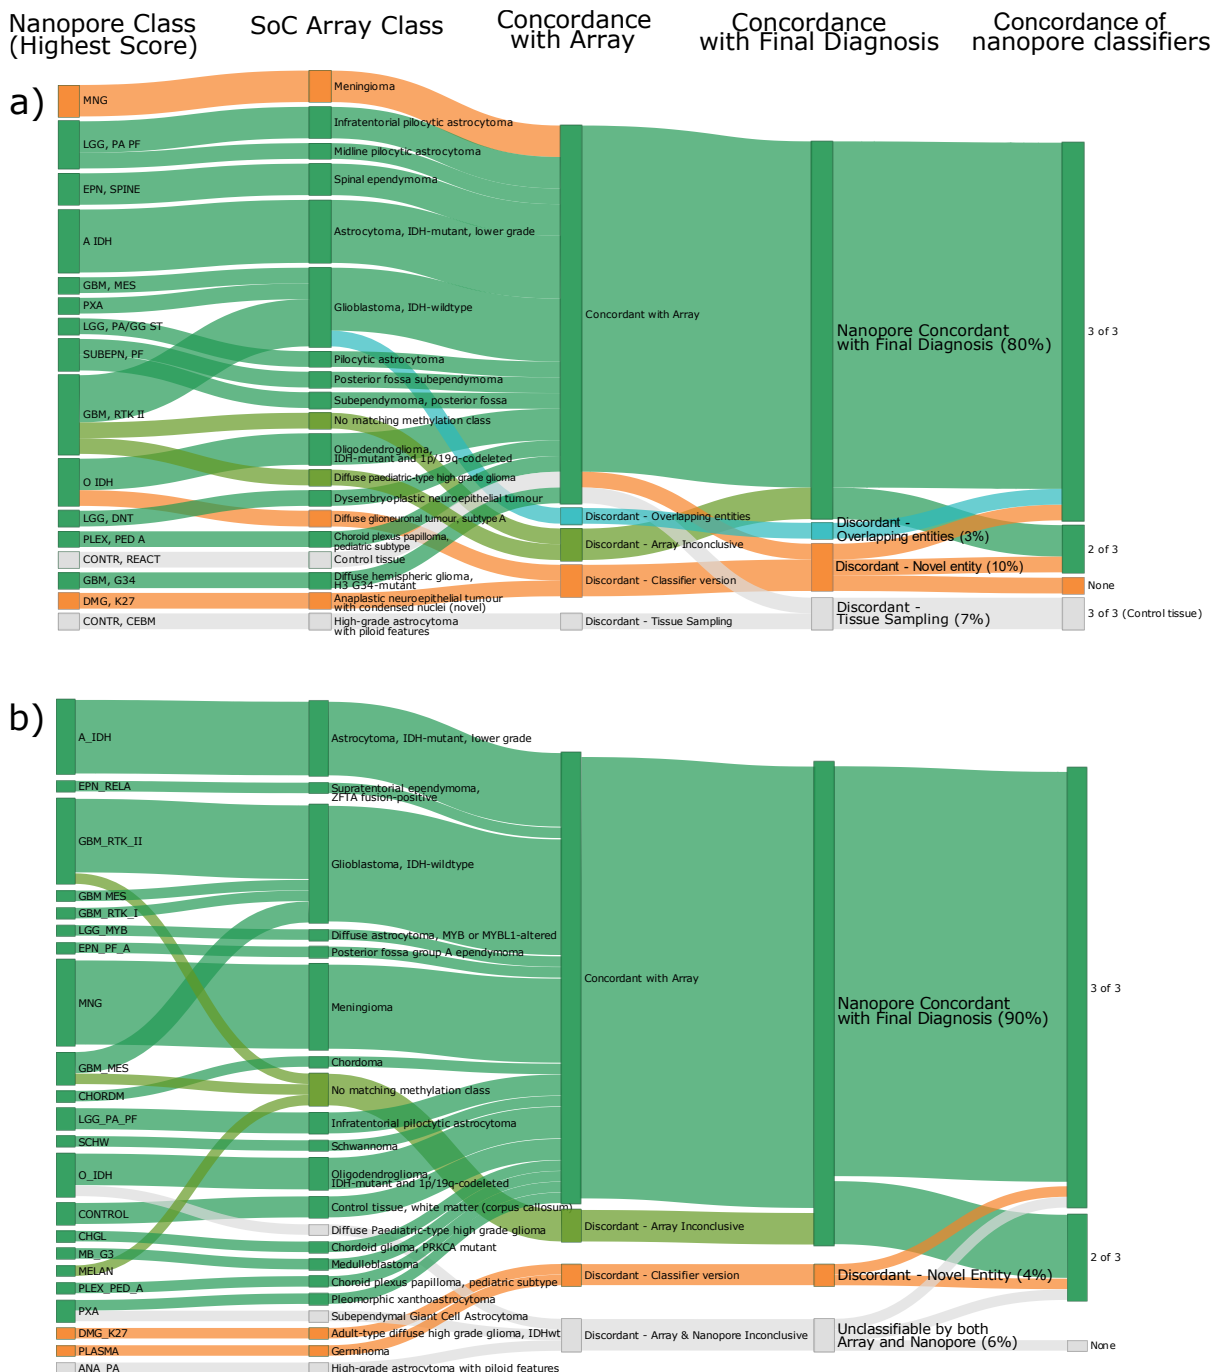 Nanopore Class
(Highest Score)
SoC Array Class
Concordance
with Array
Concordance
with Final Diagnosis
Concordance of
nanopore classifiers
a)
MNG
LGG, PA PF
EPN, SPINE
A IDH
GBM, MES
PXA
LGG, PA/GG ST
SUBEPN, PF
GBM, RTK II
O IDH
LGG, DNT
PLEX, PED A
CONTR, REACT
GBM, G34
DMG, K27
CONTR, CEBM
Meningioma
Infratentorial pilocytic astrocytoma
Midline pilocytic astrocytoma
Spinal ependymoma
Astrocytoma, IDH-mutant, lower grade
Glioblastoma, IDH-wildtype
Pilocytic astrocytoma
Posterior fossa subependymoma
Subependymoma, posterior fossa
No matching methylation class
Oligodendroglioma,
IDH-mutant and 1p/19q-codeleted
Diffuse paediatric-type high grade glioma
Dysembryoplastic neuroepithelial tumour
Diffuse glioneuronal tumour, subtype A
Choroid plexus papilloma,
pediatric subtype
Control tissue
Diffuse hemispheric glioma,
H3 G34-mutant
Anaplastic neuroepithelial tumour
with condensed nuclei (novel)
High-grade astrocytoma
with piloid features
Concordant with Array
Discordant - Overlapping entities
Discordant - Array Inconclusive
Discordant - Classifier version
Discordant - Tissue Sampling
Nanopore Concordant
with Final Diagnosis (80%)
Discordant -
Overlapping entities (3%)
Discordant - Novel entity (10%)
Discordant -
Tissue Sampling (7%)
3 of 3
2 of 3
None
3 of 3 (Control tissue)
b)
A_IDH
EPN_RELA
GBM_RTK_II
GBM MES
GBM_RTK_I
LGG_MYB
EPN_PF_A
MNG
GBM_MES
CHORDM
LGG_PA_PF
SCHW
O_IDH
CONTROL
CHGL
MB_G3
MELAN
PLEX_PED_A
PXA
DMG_K27
PLASMA
ANA_PA
Astrocytoma, IDH-mutant, lower grade
Supratentorial ependymoma,
ZFTA fusion-positive
Glioblastoma, IDH-wildtype
Diffuse astrocytoma, MYB or MYBL1-altered
Posterior fossa group A ependymoma
Meningioma
Chordoma
No matching methylation class
Infratentorial piloctytic astrocytoma
Schwannoma
Oligodendroglioma,
IDH-mutant and 1p/19q-codeleted
Control tissue, white matter (corpus callosum)
Diffuse Paediatric-type high grade glioma
Chordoid glioma, PRKCA mutant
Medulloblastoma
Choroid plexus papilloma, pediatric subtype
Pleomorphic xanthoastrocytoma
Subependymal Giant Cell Astrocytoma
Adult-type diffuse high grade glioma, IDHwt
Germinoma
High-grade astrocytoma with piloid features
Concordant with Array
Discordant - Array Inconclusive
Discordant - Classifier version
Discordant - Array & Nanopore Inconclusive
Nanopore Concordant
with Final Diagnosis (90%)
Discordant - Novel Entity (4%)
Unclassifiable by both
Array and Nanopore (6%)
3 of 3
2 of 3
None